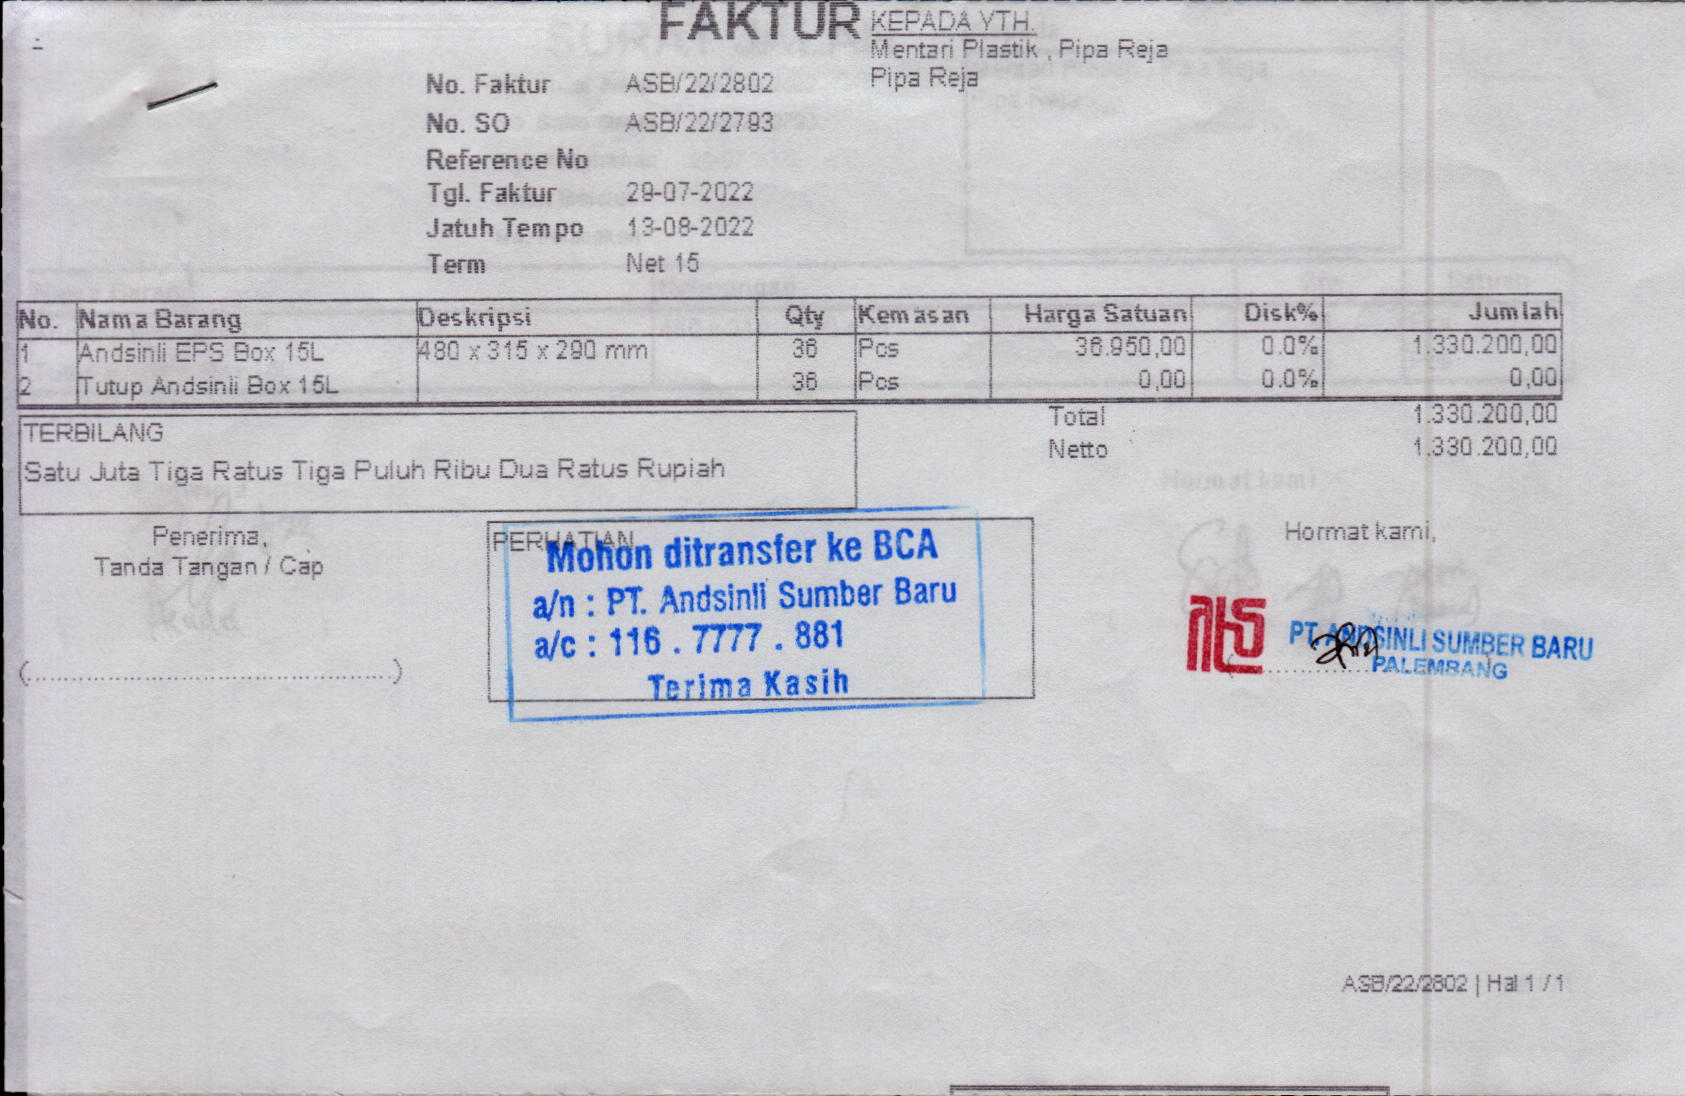 FAKTUR
KEPADA YTH.
Mentari Plastik , Pipa Reja
Pipa Reja
No. Faktur ASB/22/2802
No. SO ASB/22/2793
Reference No
Tgl. Faktur 29-07-2022
Jatuh Tempo 13-08-2022
Term Net 15
No. Nama Barang Deskripsi Qty Kemasan Harga Satuan Disk% Jumlah
1 Andsinli EPS Box 15L 480 x 315 x 290 mm 36 Pcs 36.950,00 0.0% 1.330.200,00
2 Tutup Andsinli Box 15L 36 Pcs 0,00 0.0% 0,00
Total 1.330.200,00
Netto 1.330.200,00
TERBILANG
Satu Juta Tiga Ratus Tiga Puluh Ribu Dua Ratus Rupiah
Penerima,
Tanda Tangan / Cap
(..................................................)
PERHATIAN
Mohon ditransfer ke BCA
a/n : PT. Andsinli Sumber Baru
a/c : 116 . 7777 . 881
Terima Kasih
Hormat kami,
PT. ANDSINLI SUMBER BARU
PALEMBANG
ASB/22/2802 | Hal 1 / 1